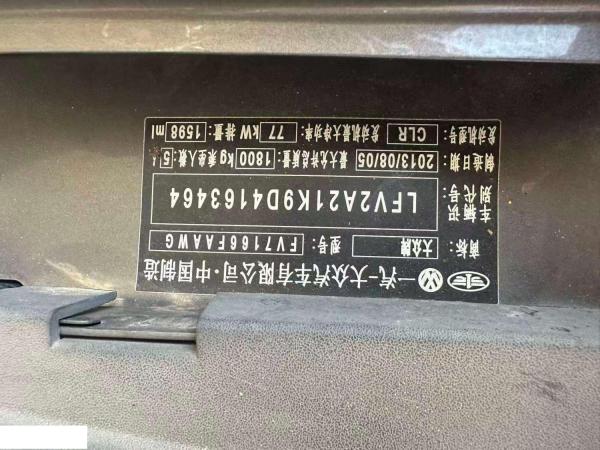 一汽-大众汽车有限公司·中国制造
商标: 大众牌 型号: FV7166FAAWG
车辆识别代号: LFV2A21K9D4163464
制造日期: 2013/08/05 最大允许总质量: 1800 kg 乘坐人数: 5人
发动机型号: CLR 发动机最大净功率: 77 kW 排量: 1598 ml